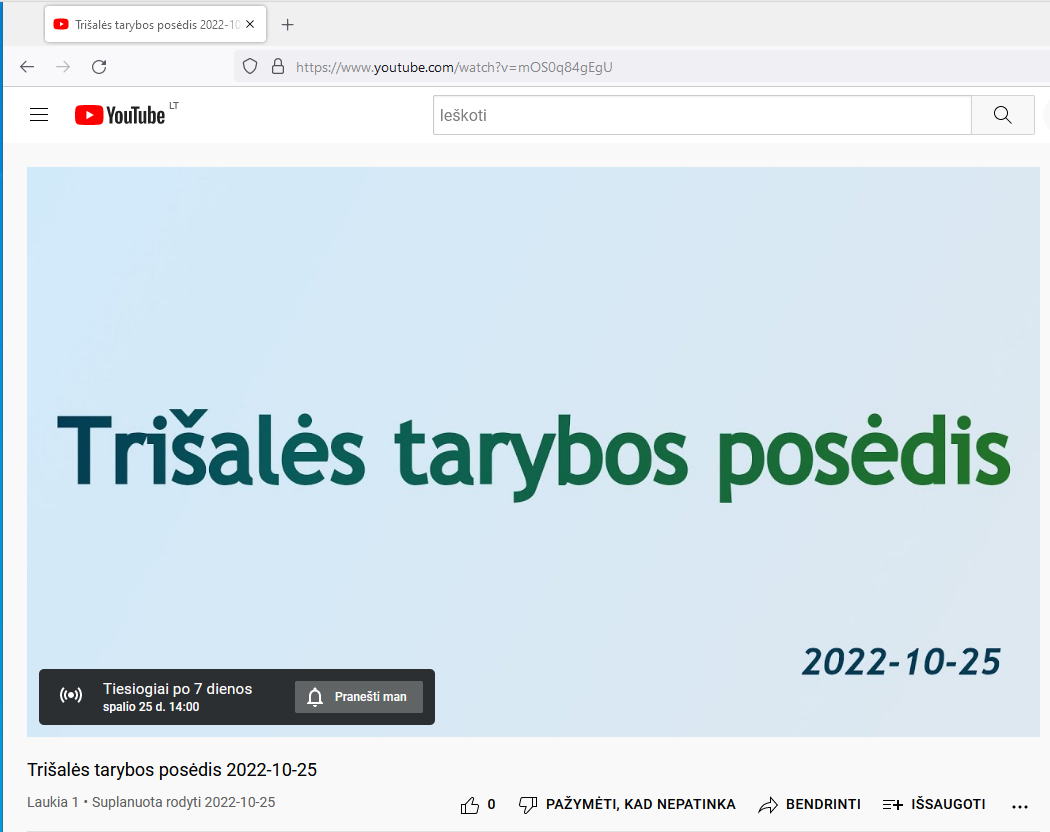 Trišalės tarybos posėdis 2022-10
https://www.youtube.com/watch?v=mOS0q84gEgU
YouTube LT
Ieškoti
Trišalės tarybos posėdis
2022-10-25
Tiesiogiai po 7 dienos
spalio 25 d. 14:00
Pranešti man
Trišalės tarybos posėdis 2022-10-25
Laukia 1 • Suplanuota rodyti 2022-10-25
0 PAŽYMĖTI, KAD NEPATINKA BENDRINTI IŠSAUGOTI ...